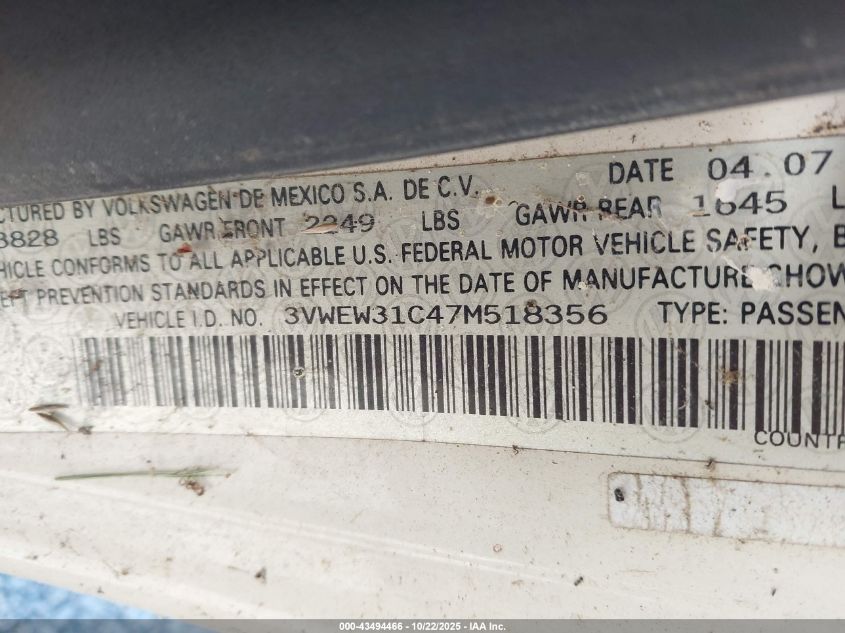 DATE 04.07
CTURED BY VOLKSWAGEN DE MEXICO S.A. DE C.V.
3828 LBS GAWR FRONT 2249 LBS GAWR REAR 1645 L
HICLE CONFORMS TO ALL APPLICABLE U.S. FEDERAL MOTOR VEHICLE SAFETY, B
EFT PREVENTION STANDARDS IN EFFECT ON THE DATE OF MANUFACTURE SHOW
VEHICLE I.D. NO. 3VWEW31C47M518356 TYPE: PASSEN
COUNTR
000-43494466 - 10/22/2025 - IAA Inc.